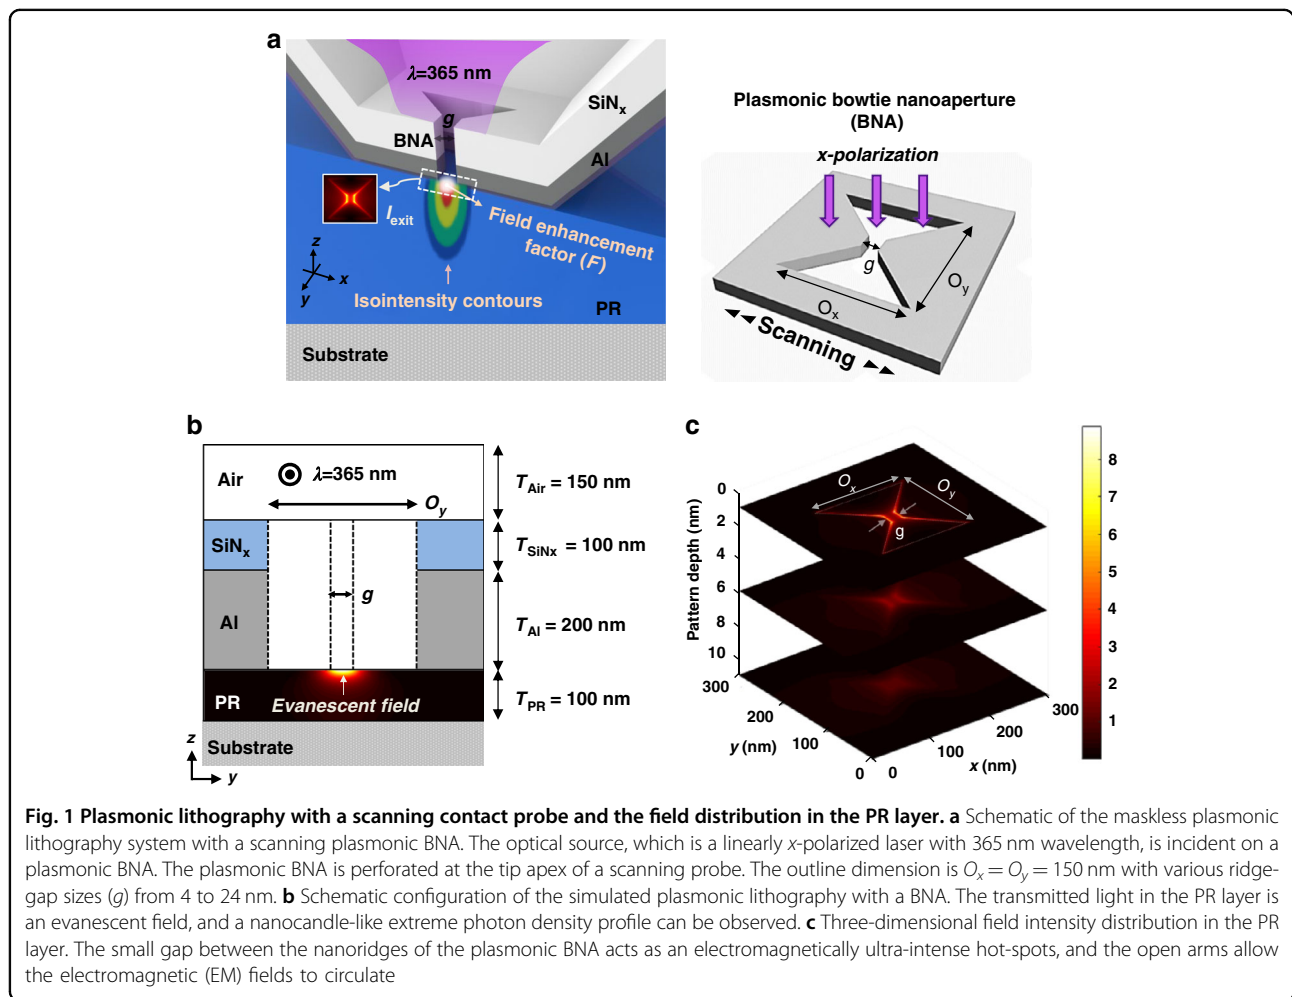 a
λ=365 nm
g
BNA
SiNx
Al
Iexit
Field enhancement
factor (F)
z
x
y
Isointensity contours
PR
Substrate
Plasmonic bowtie nanoaperture
(BNA)
x-polarization
g
Ox
Oy
Scanning
b
Air
λ=365 nm
Oy
TAir = 150 nm
SiNx
TSiNx = 100 nm
g
Al
TAl = 200 nm
PR
Evanescent field
TPR = 100 nm
z
Substrate
y
c
Pattern depth (nm)
0
2
4
6
8
10
300
200
100
0
y (nm)
0
100
200
300
x (nm)
Ox
Oy
g
8
7
6
5
4
3
2
1
Fig. 1 Plasmonic lithography with a scanning contact probe and the field distribution in the PR layer. a Schematic of the maskless plasmonic
lithography system with a scanning plasmonic BNA. The optical source, which is a linearly x-polarized laser with 365 nm wavelength, is incident on a
plasmonic BNA. The plasmonic BNA is perforated at the tip apex of a scanning probe. The outline dimension is Ox = Oy = 150 nm with various ridge-
gap sizes (g) from 4 to 24 nm. b Schematic configuration of the simulated plasmonic lithography with a BNA. The transmitted light in the PR layer is
an evanescent field, and a nanocandle-like extreme photon density profile can be observed. c Three-dimensional field intensity distribution in the PR
layer. The small gap between the nanoridges of the plasmonic BNA acts as an electromagnetically ultra-intense hot-spots, and the open arms allow
the electromagnetic (EM) fields to circulate